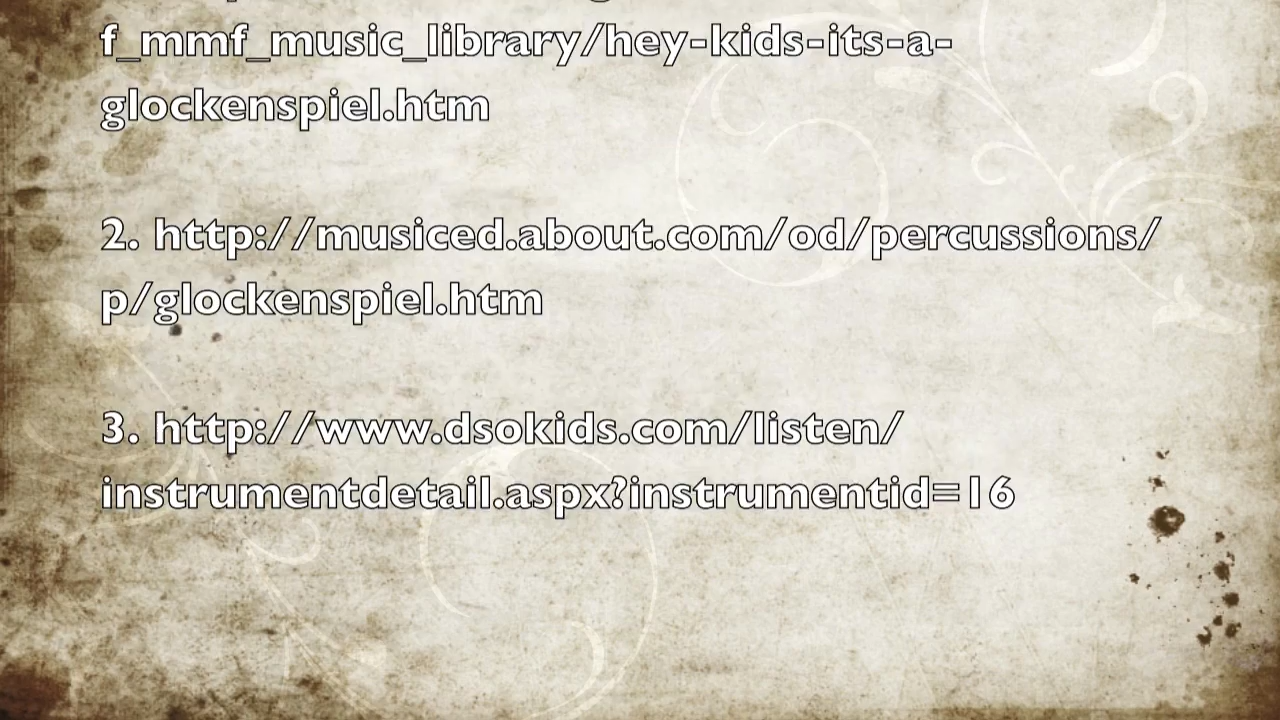 f_mmf_music_library/hey-kids-its-a-
glockenspiel.htm
2. http://musiced.about.com/od/percussions/
p/glockenspiel.htm
3. http://www.dsokids.com/listen/
instrumentdetail.aspx?instrumentid=16